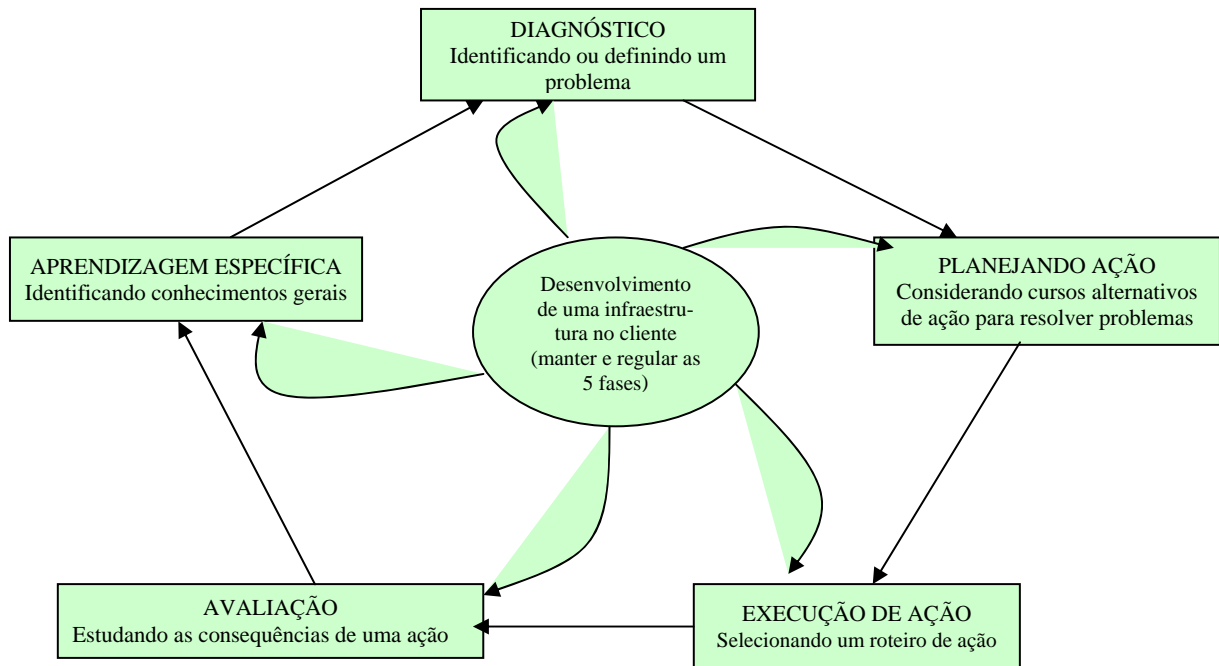 DIAGNÓSTICO
Identificando ou definindo um
problema
APRENDIZAGEM ESPECÍFICA
Identificando conhecimentos gerais
Desenvolvimento
de uma infraestru-
tura no cliente
(manter e regular as
5 fases)
PLANEJANDO AÇÃO
Considerando cursos alternativos
de ação para resolver problemas
AVALIAÇÃO
Estudando as consequências de uma ação
EXECUÇÃO DE AÇÃO
Selecionando um roteiro de ação